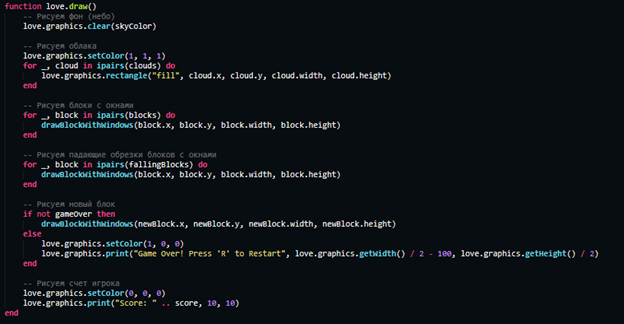 function love.draw()
-- Рисуем фон (небо)
love.graphics.clear(skyColor)
-- Рисуем облака
love.graphics.setColor(1, 1, 1)
for _, cloud in ipairs(clouds) do
love.graphics.rectangle("fill", cloud.x, cloud.y, cloud.width, cloud.height)
end
-- Рисуем блоки с окнами
for _, block in ipairs(blocks) do
drawBlockWithWindows(block.x, block.y, block.width, block.height)
end
-- Рисуем падающие обрезки блоков с окнами
for _, block in ipairs(fallingBlocks) do
drawBlockWithWindows(block.x, block.y, block.width, block.height)
end
-- Рисуем новый блок
if not gameOver then
drawBlockWithWindows(newBlock.x, newBlock.y, newBlock.width, newBlock.height)
else
love.graphics.setColor(1, 0, 0)
love.graphics.print("Game Over! Press 'R' to Restart", love.graphics.getWidth() / 2 - 100, love.graphics.getHeight() / 2)
end
-- Рисуем счет игрока
love.graphics.setColor(0, 0, 0)
love.graphics.print("Score: " .. score, 10, 10)
end